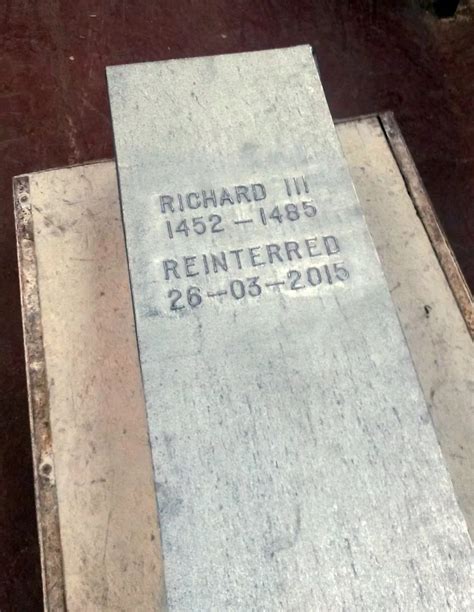 RICHARD III
1452 – 1485
REINTERRED
26–03–2015